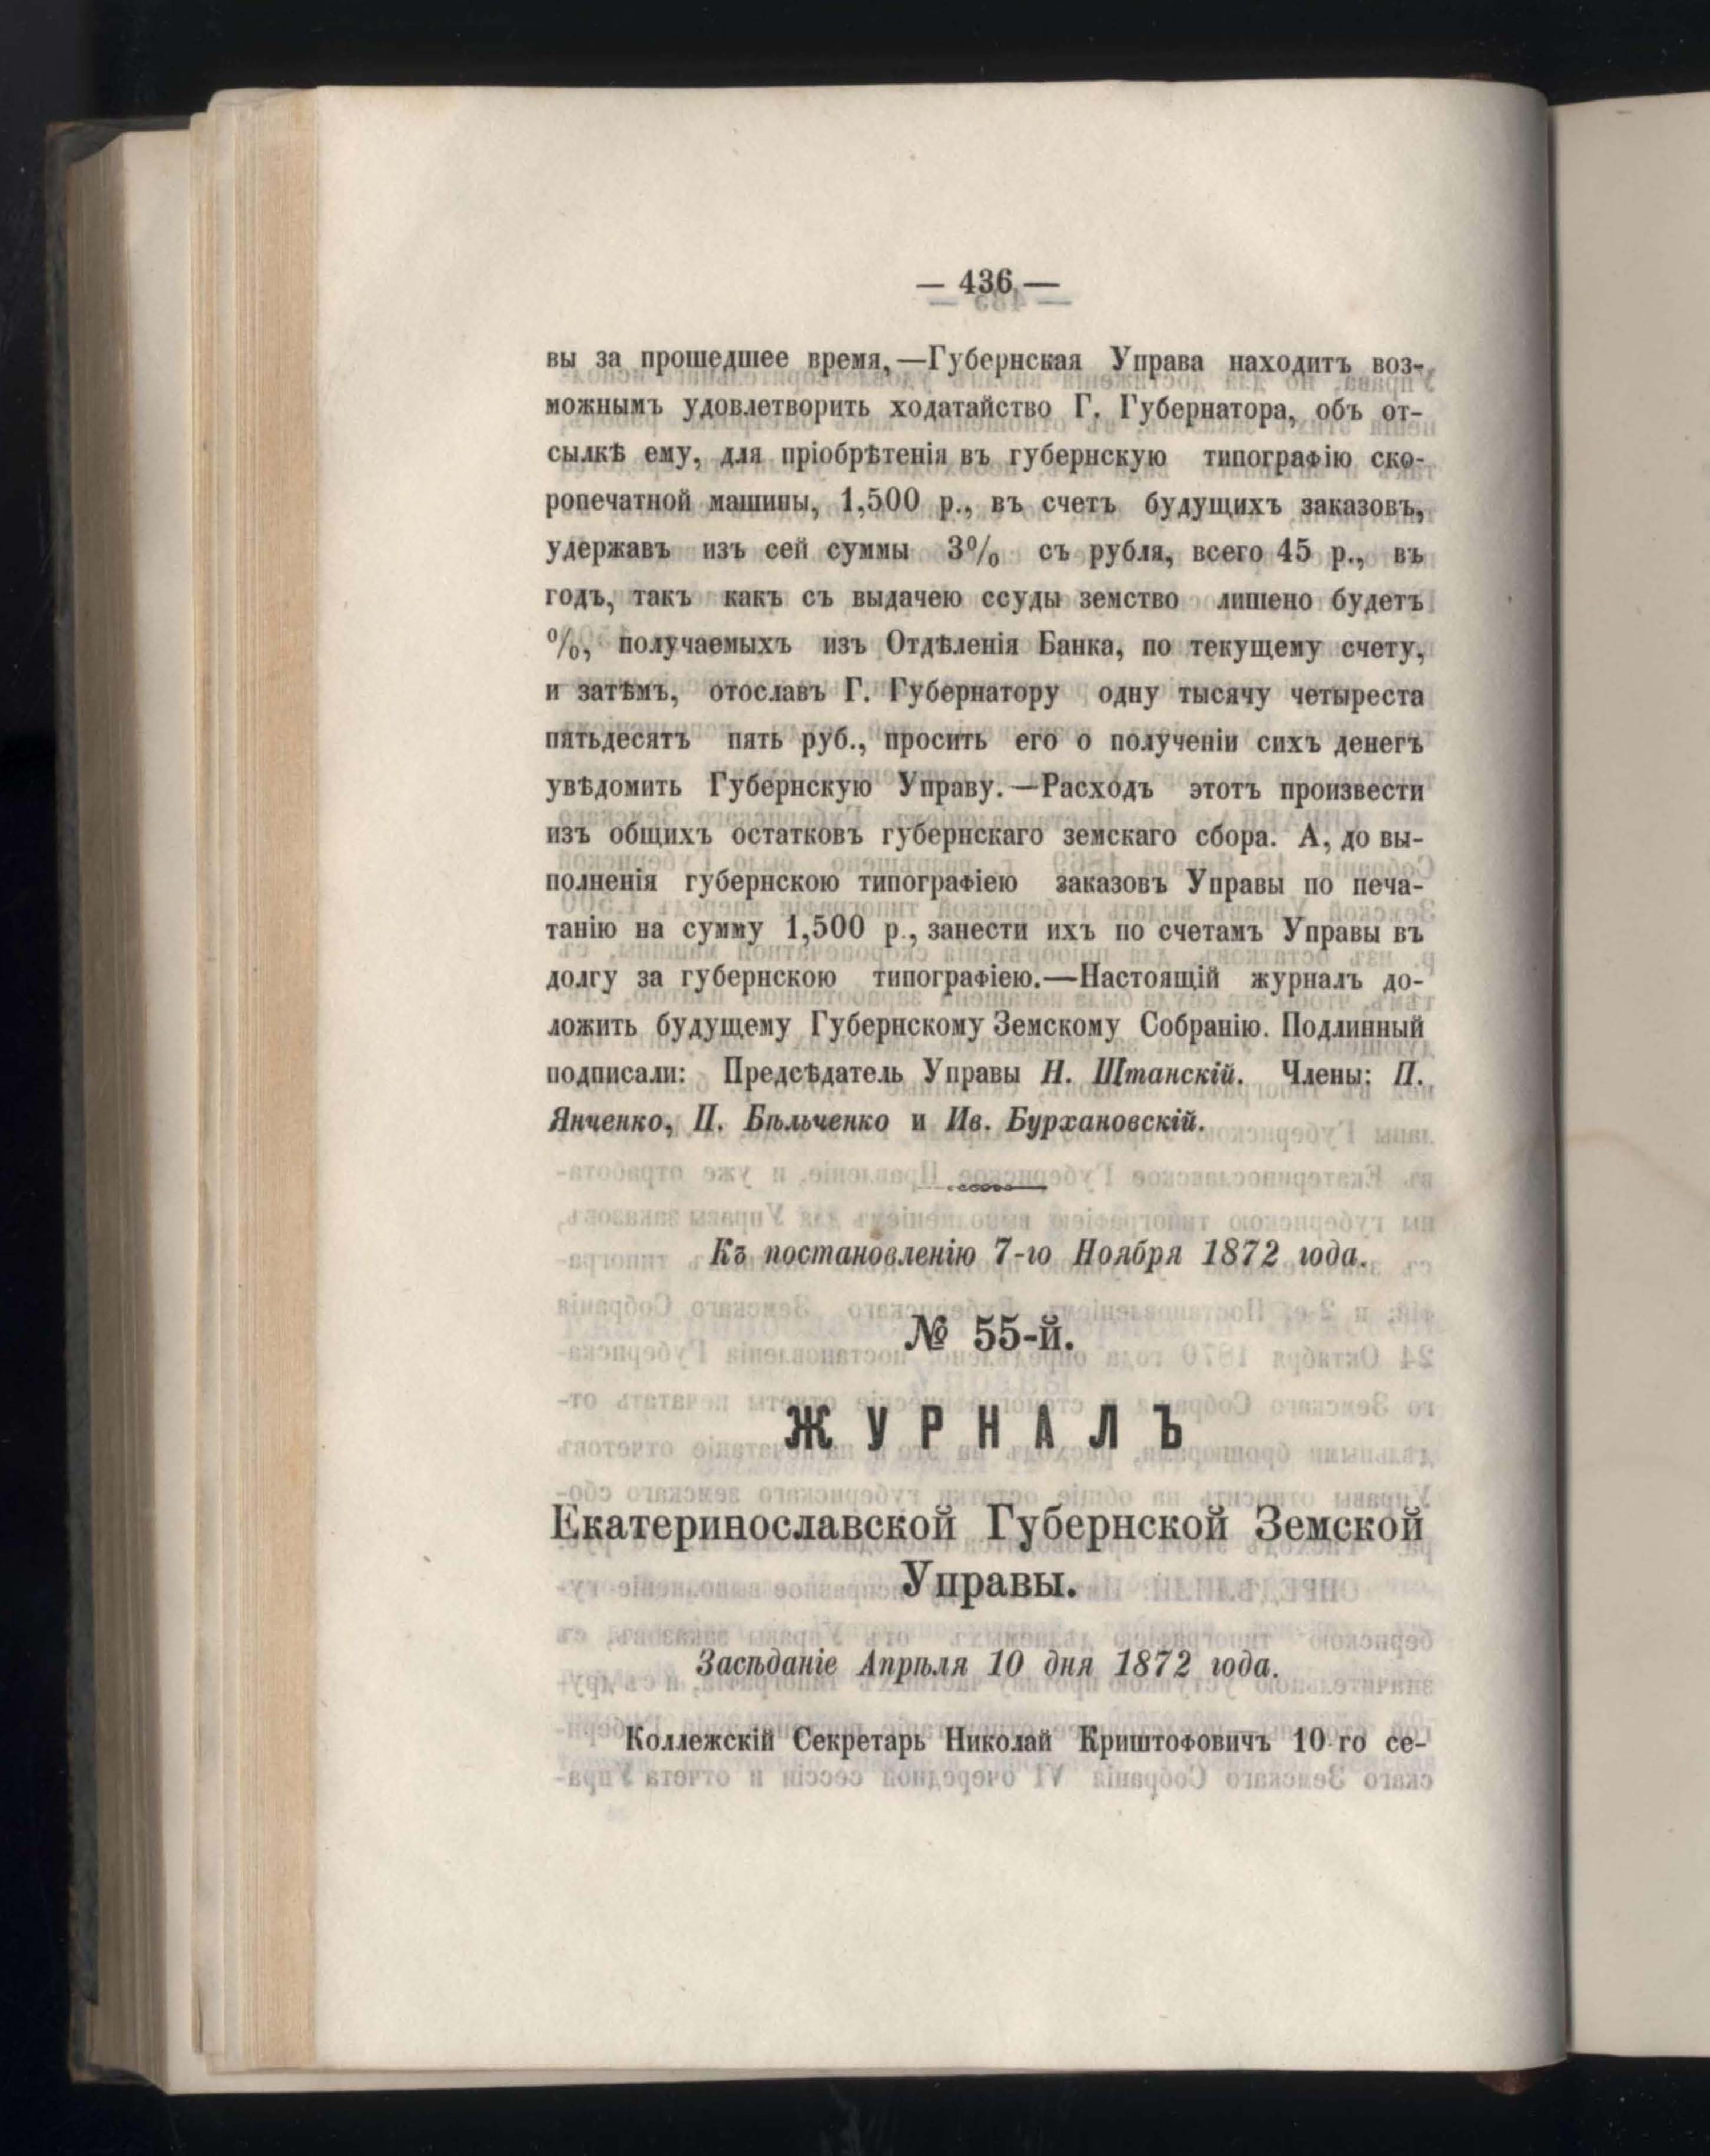 — 436 —
вы за прошедшее время,—Губернская Управа находитъ воз-
можнымъ удовлетворить ходатайство Г. Губернатора, объ от-
сылкѣ ему, для пріобрѣтенія въ губернскую типографію ско-
ропечатной машины, 1,500 р., въ счетъ будущихъ заказовъ,
удержавъ изъ сей суммы 3% съ рубля, всего 45 р., въ
годъ, такъ какъ съ выдачею ссуды земство лишено будетъ
%, получаемыхъ изъ Отдѣленія Банка, по текущему счету,
и затѣмъ, отославъ Г. Губернатору одну тысячу четыреста
пятьдесятъ пять руб., просить его о полученіи сихъ денегъ
увѣдомить Губернскую Управу.—Расходъ этотъ произвести
изъ общихъ остатковъ губернскаго земскаго сбора. А, до вы-
полненія губернскою типографіею заказовъ Управы по печа-
танію на сумму 1,500 р., занести ихъ по счетамъ Управы въ
долгу за губернскою типографіею.—Настоящій журналъ до-
ложить будущему Губернскому Земскому Собранію. Подлинный
подписали: Предсѣдатель Управы Н. Штанскій. Члены: П.
Янченко, П. Бѣльченко и Ив. Бурхановскій.
Къ постановленію 7-го Ноября 1872 года.
№ 55-й.
ЖУРНАЛЪ
Екатеринославской Губернской Земской
Управы.
Засѣданіе Апрѣля 10 дня 1872 года.
Коллежскій Секретарь Николай Криштофовичъ 10-го се-